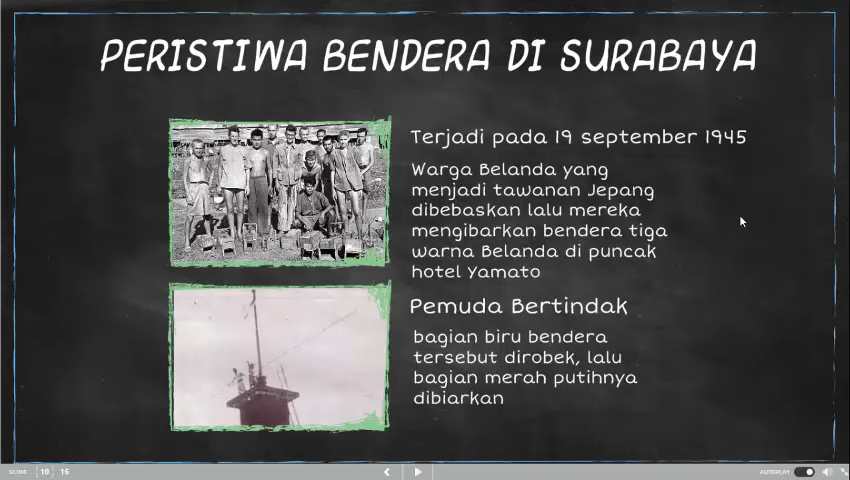 PERISTIWA BENDERA DI SURABAYA
Terjadi pada 19 september 1945
Warga Belanda yang
menjadi tawanan Jepang
dibebaskan lalu mereka
mengibarkan bendera tiga
warna Belanda di puncak
hotel Yamato
Pemuda Bertindak
bagian biru bendera
tersebut dirobek, lalu
bagian merah putihnya
dibiarkan
SLIDE 10 16
AUTOPLAY